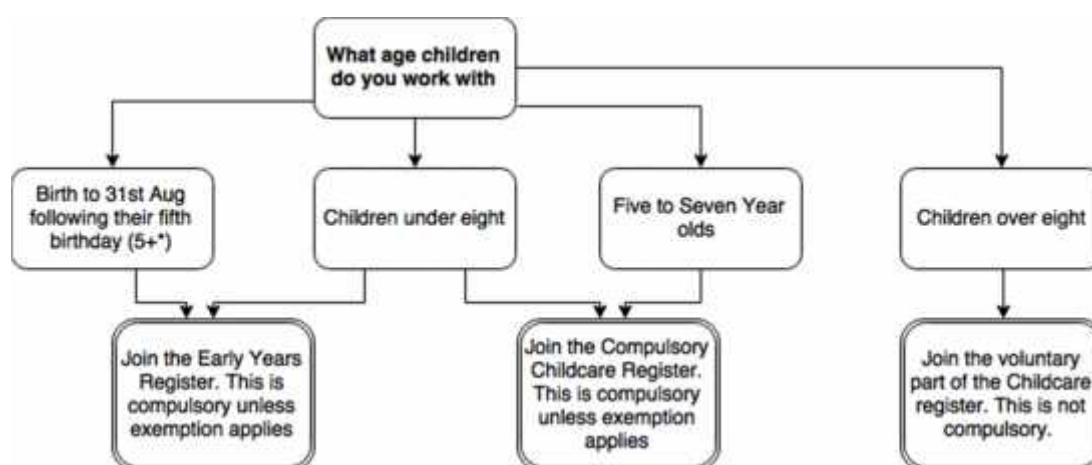 What age children
do you work with
Birth to 31st Aug
following their fifth
birthday (5+*)
Children under eight
Five to Seven Year
olds
Children over eight
Join the Early Years
Register. This is
compulsory unless
exemption applies
Join the Compulsory
Childcare Register.
This is compulsory
unless exemption
applies
Join the voluntary
part of the Childcare
register. This is not
compulsory.